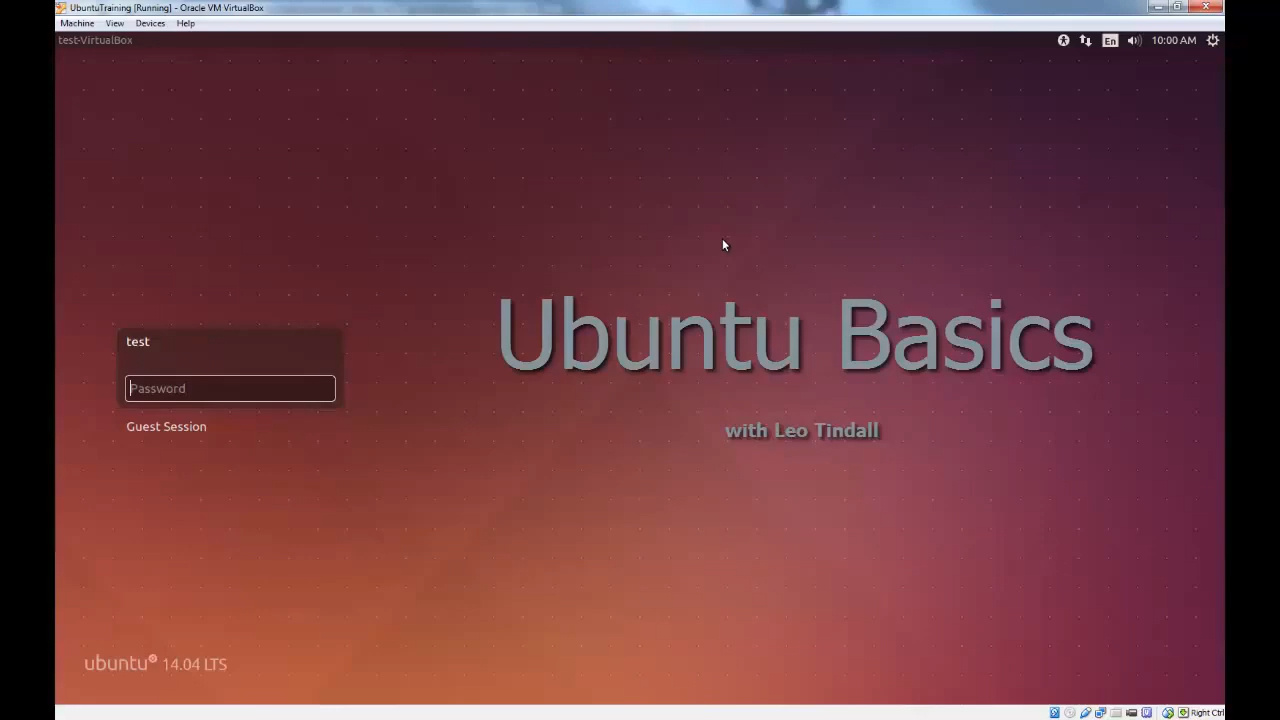 UbuntuTraining [Running] - Oracle VM VirtualBox
Machine View Devices Help
test-VirtualBox En 10:00 AM
Ubuntu Basics
test
Password
Guest Session
with Leo Tindall
ubuntu® 14.04 LTS
Right Ctrl